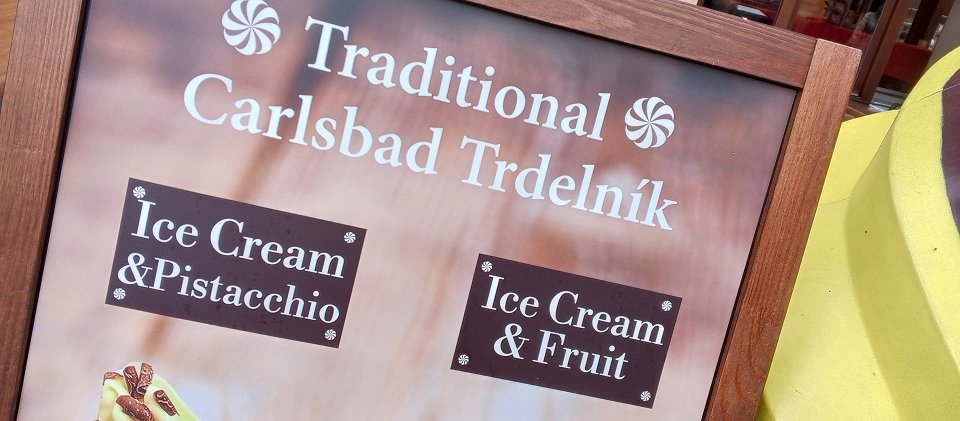 Traditional
Carlsbad Trdelník
Ice Cream
&Pistacchio
Ice Cream
& Fruit